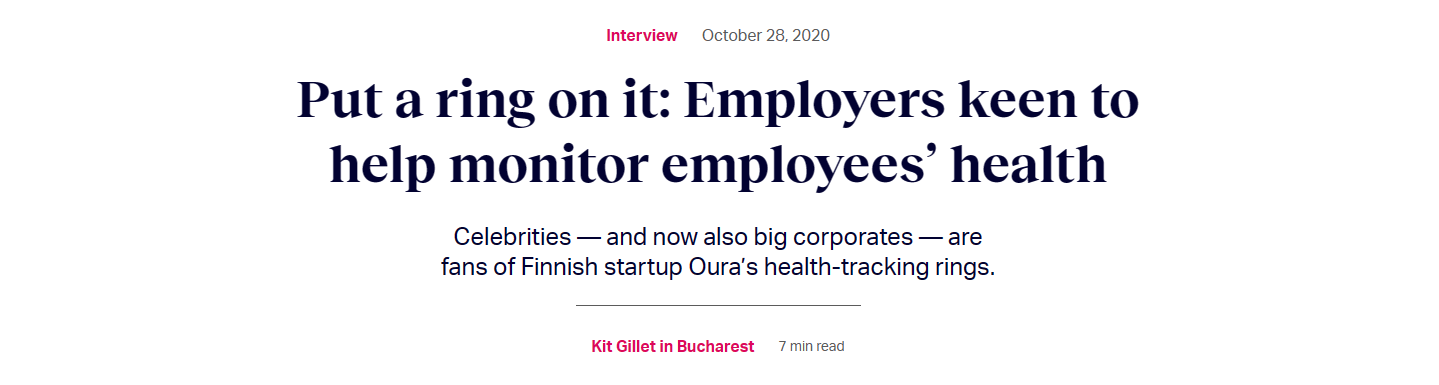 Interview October 28, 2020
Put a ring on it: Employers keen to
help monitor employees’ health
Celebrities — and now also big corporates — are
fans of Finnish startup Oura’s health-tracking rings.
Kit Gillet in Bucharest 7 min read